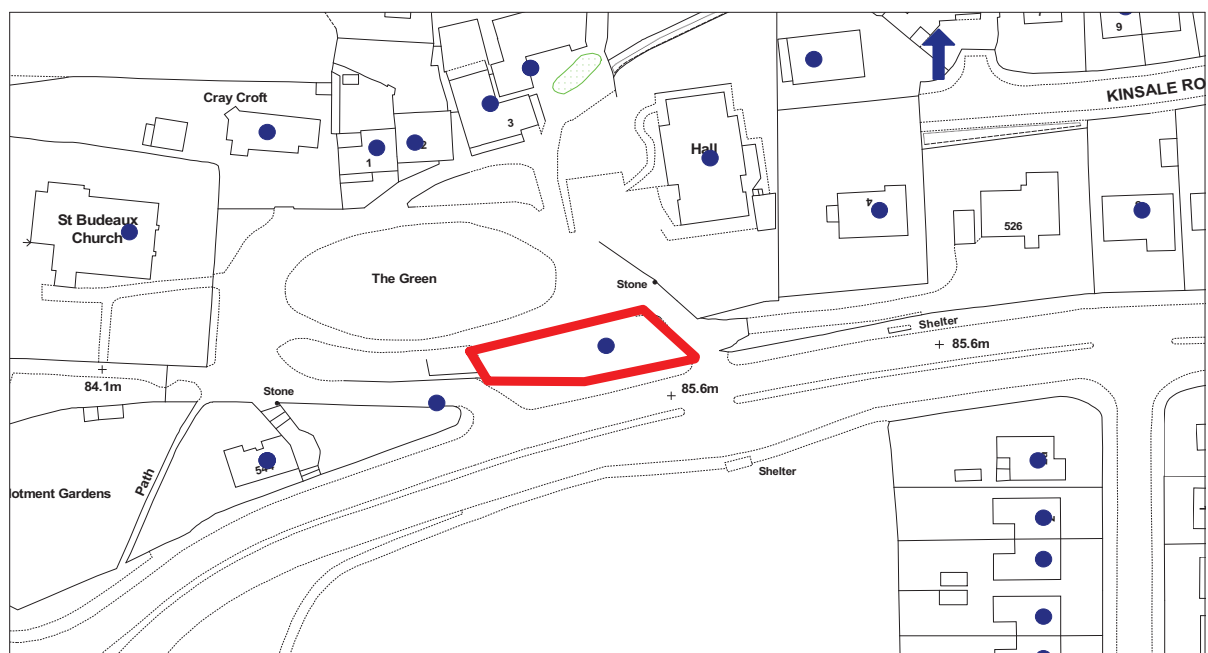 9
KINSALE RO
Cray Croft
3
2
1
Hall
St Budeaux
Church
4
526
The Green
Stone
Shelter
85.6m
84.1m
Stone
85.6m
Shelter
Path
lotment Gardens